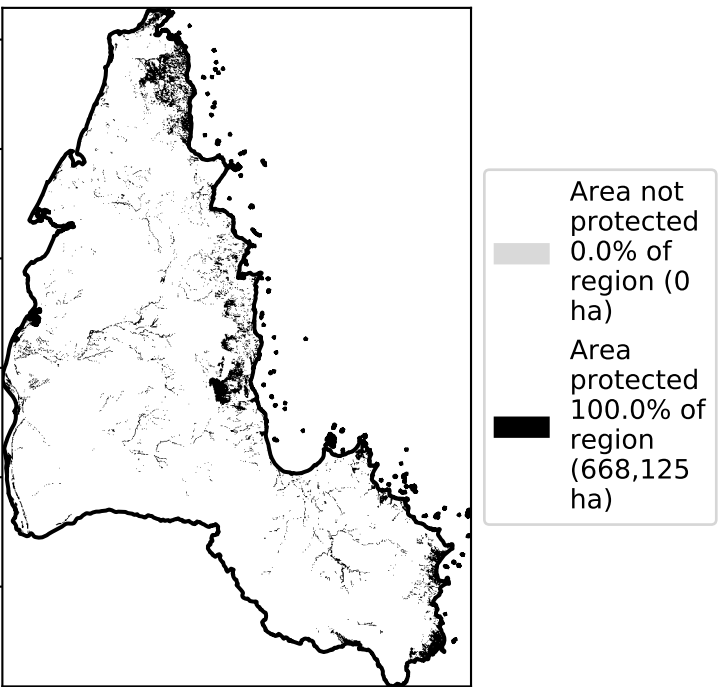 Area not
protected
0.0% of
region (0
ha)
Area
protected
100.0% of
region
(668,125
ha)